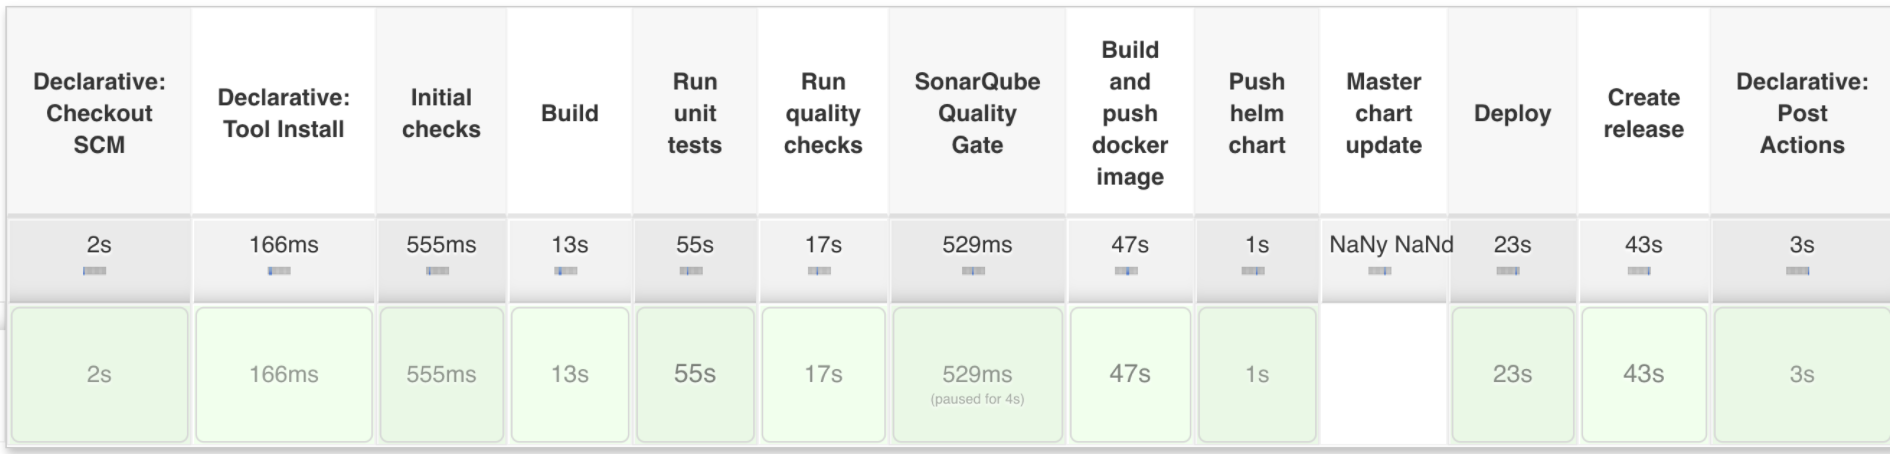 Declarative:
Checkout
SCM
Declarative:
Tool Install
Initial
checks
Build
Run
unit
tests
Run
quality
checks
SonarQube
Quality
Gate
Build
and
push
docker
image
Push
helm
chart
Master
chart
update
Deploy
Create
release
Declarative:
Post
Actions
2s
166ms
555ms
13s
55s
17s
529ms
47s
1s
NaNy NaNd
23s
43s
3s
2s
166ms
555ms
13s
55s
17s
529ms
(paused for 4s)
47s
1s
23s
43s
3s